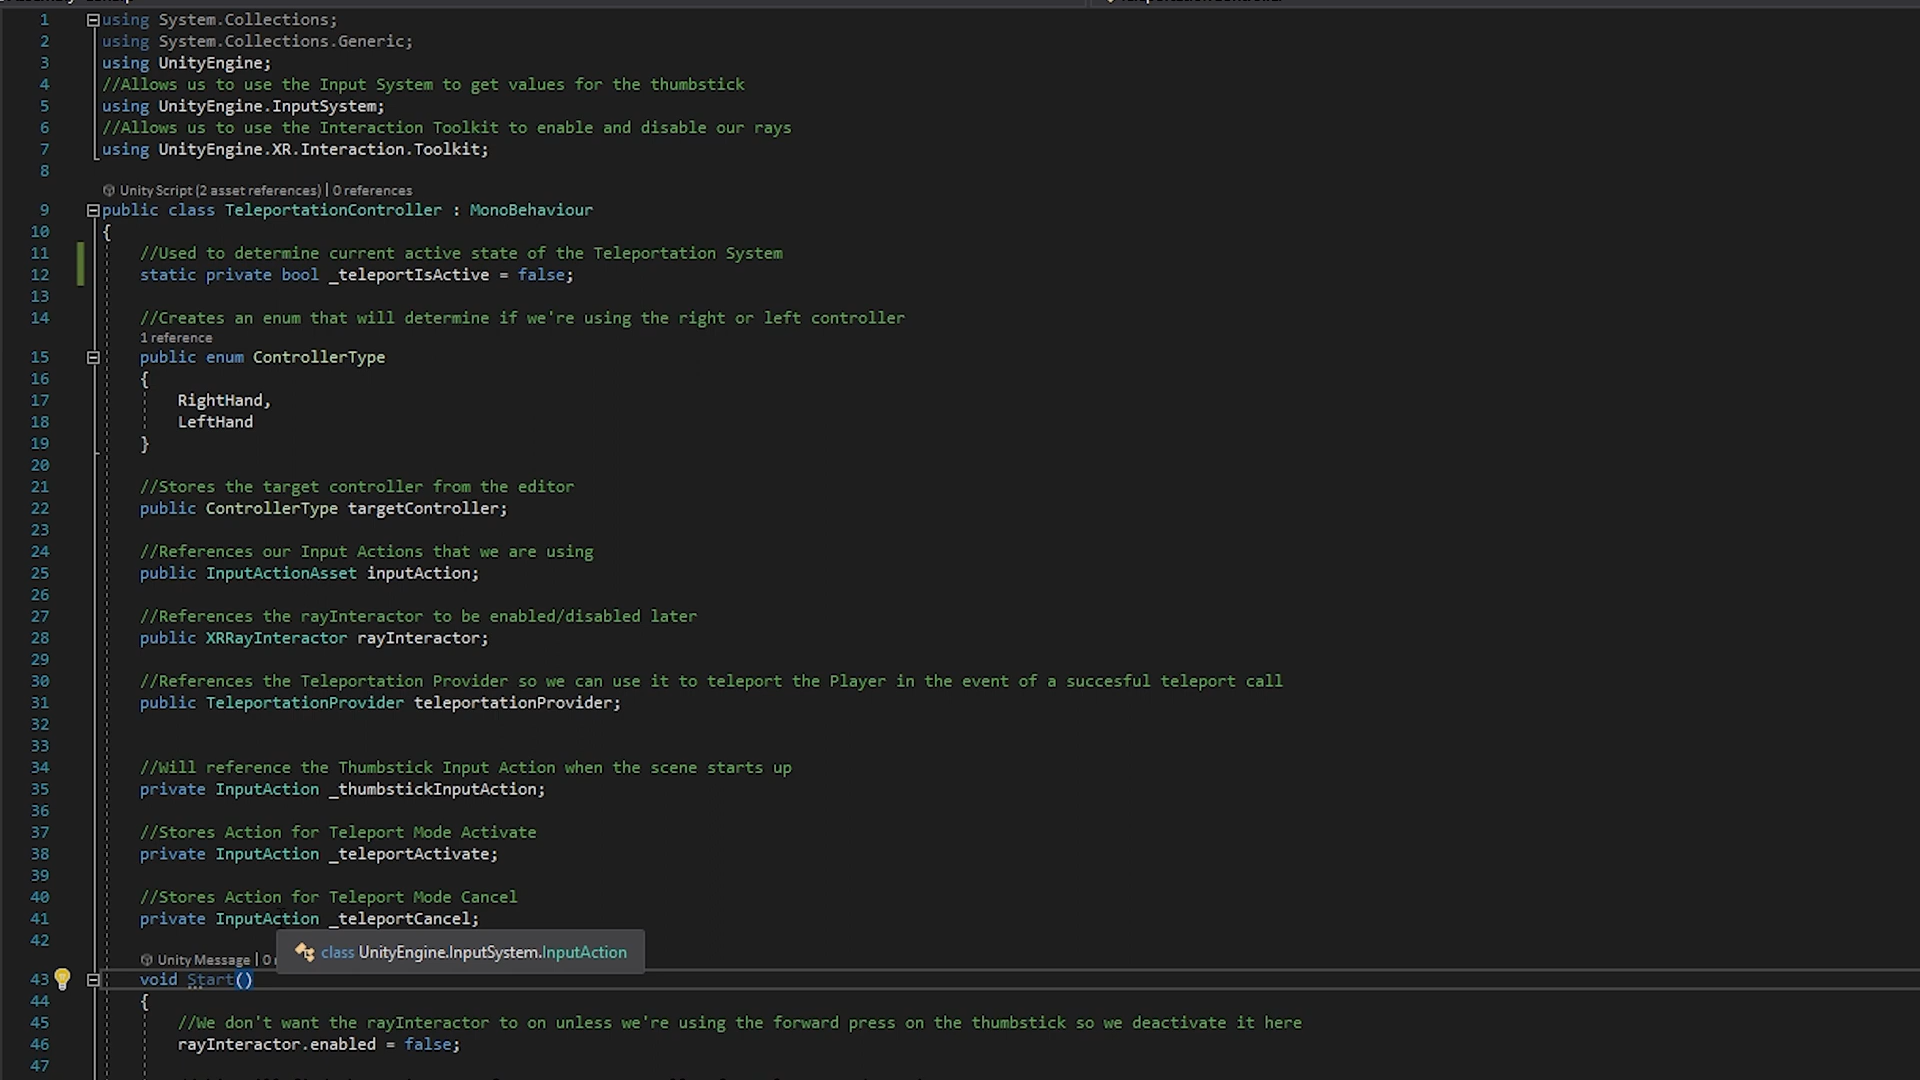 1 using System.Collections;
2 using System.Collections.Generic;
3 using UnityEngine;
4 //Allows us to use the Input System to get values for the thumbstick
5 using UnityEngine.InputSystem;
6 //Allows us to use the Interaction Toolkit to enable and disable our rays
7 using UnityEngine.XR.Interaction.Toolkit;
8
Unity Script (2 asset references) | 0 references
9 public class TeleportationController : MonoBehaviour
10 {
11 //Used to determine current active state of the Teleportation System
12 static private bool _teleportIsActive = false;
13
14 //Creates an enum that will determine if we're using the right or left controller
1 reference
15 public enum ControllerType
16 {
17 RightHand,
18 LeftHand
19 }
20
21 //Stores the target controller from the editor
22 public ControllerType targetController;
23
24 //References our Input Actions that we are using
25 public InputActionAsset inputAction;
26
27 //References the rayInteractor to be enabled/disabled later
28 public XRRayInteractor rayInteractor;
29
30 //References the Teleportation Provider so we can use it to teleport the Player in the event of a succesful teleport call
31 public TeleportationProvider teleportationProvider;
32
33
34 //Will reference the Thumbstick Input Action when the scene starts up
35 private InputAction _thumbstickInputAction;
36
37 //Stores Action for Teleport Mode Activate
38 private InputAction _teleportActivate;
39
40 //Stores Action for Teleport Mode Cancel
41 private InputAction _teleportCancel;
42
class UnityEngine.InputSystem.InputAction
Unity Message | 0
43 void Start()
44 {
45 //We don't want the rayInteractor to on unless we're using the forward press on the thumbstick so we deactivate it here
46 rayInteractor.enabled = false;
47